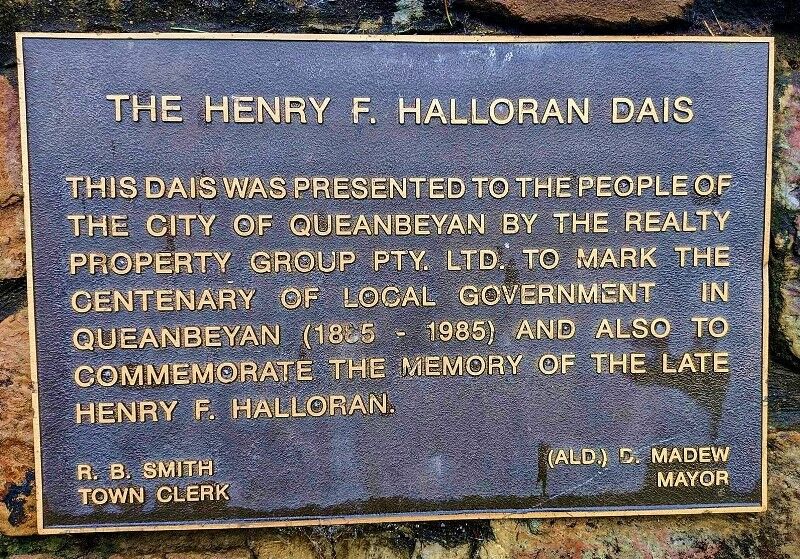 THE HENRY F. HALLORAN DAIS
THIS DAIS WAS PRESENTED TO THE PEOPLE OF
THE CITY OF QUEANBEYAN BY THE REALTY
PROPERTY GROUP PTY. LTD. TO MARK THE
CENTENARY OF LOCAL GOVERNMENT IN
QUEANBEYAN (1885 - 1985) AND ALSO TO
COMMEMORATE THE MEMORY OF THE LATE
HENRY F. HALLORAN.
R. B. SMITH
TOWN CLERK
(ALD.) D. MADEW
MAYOR